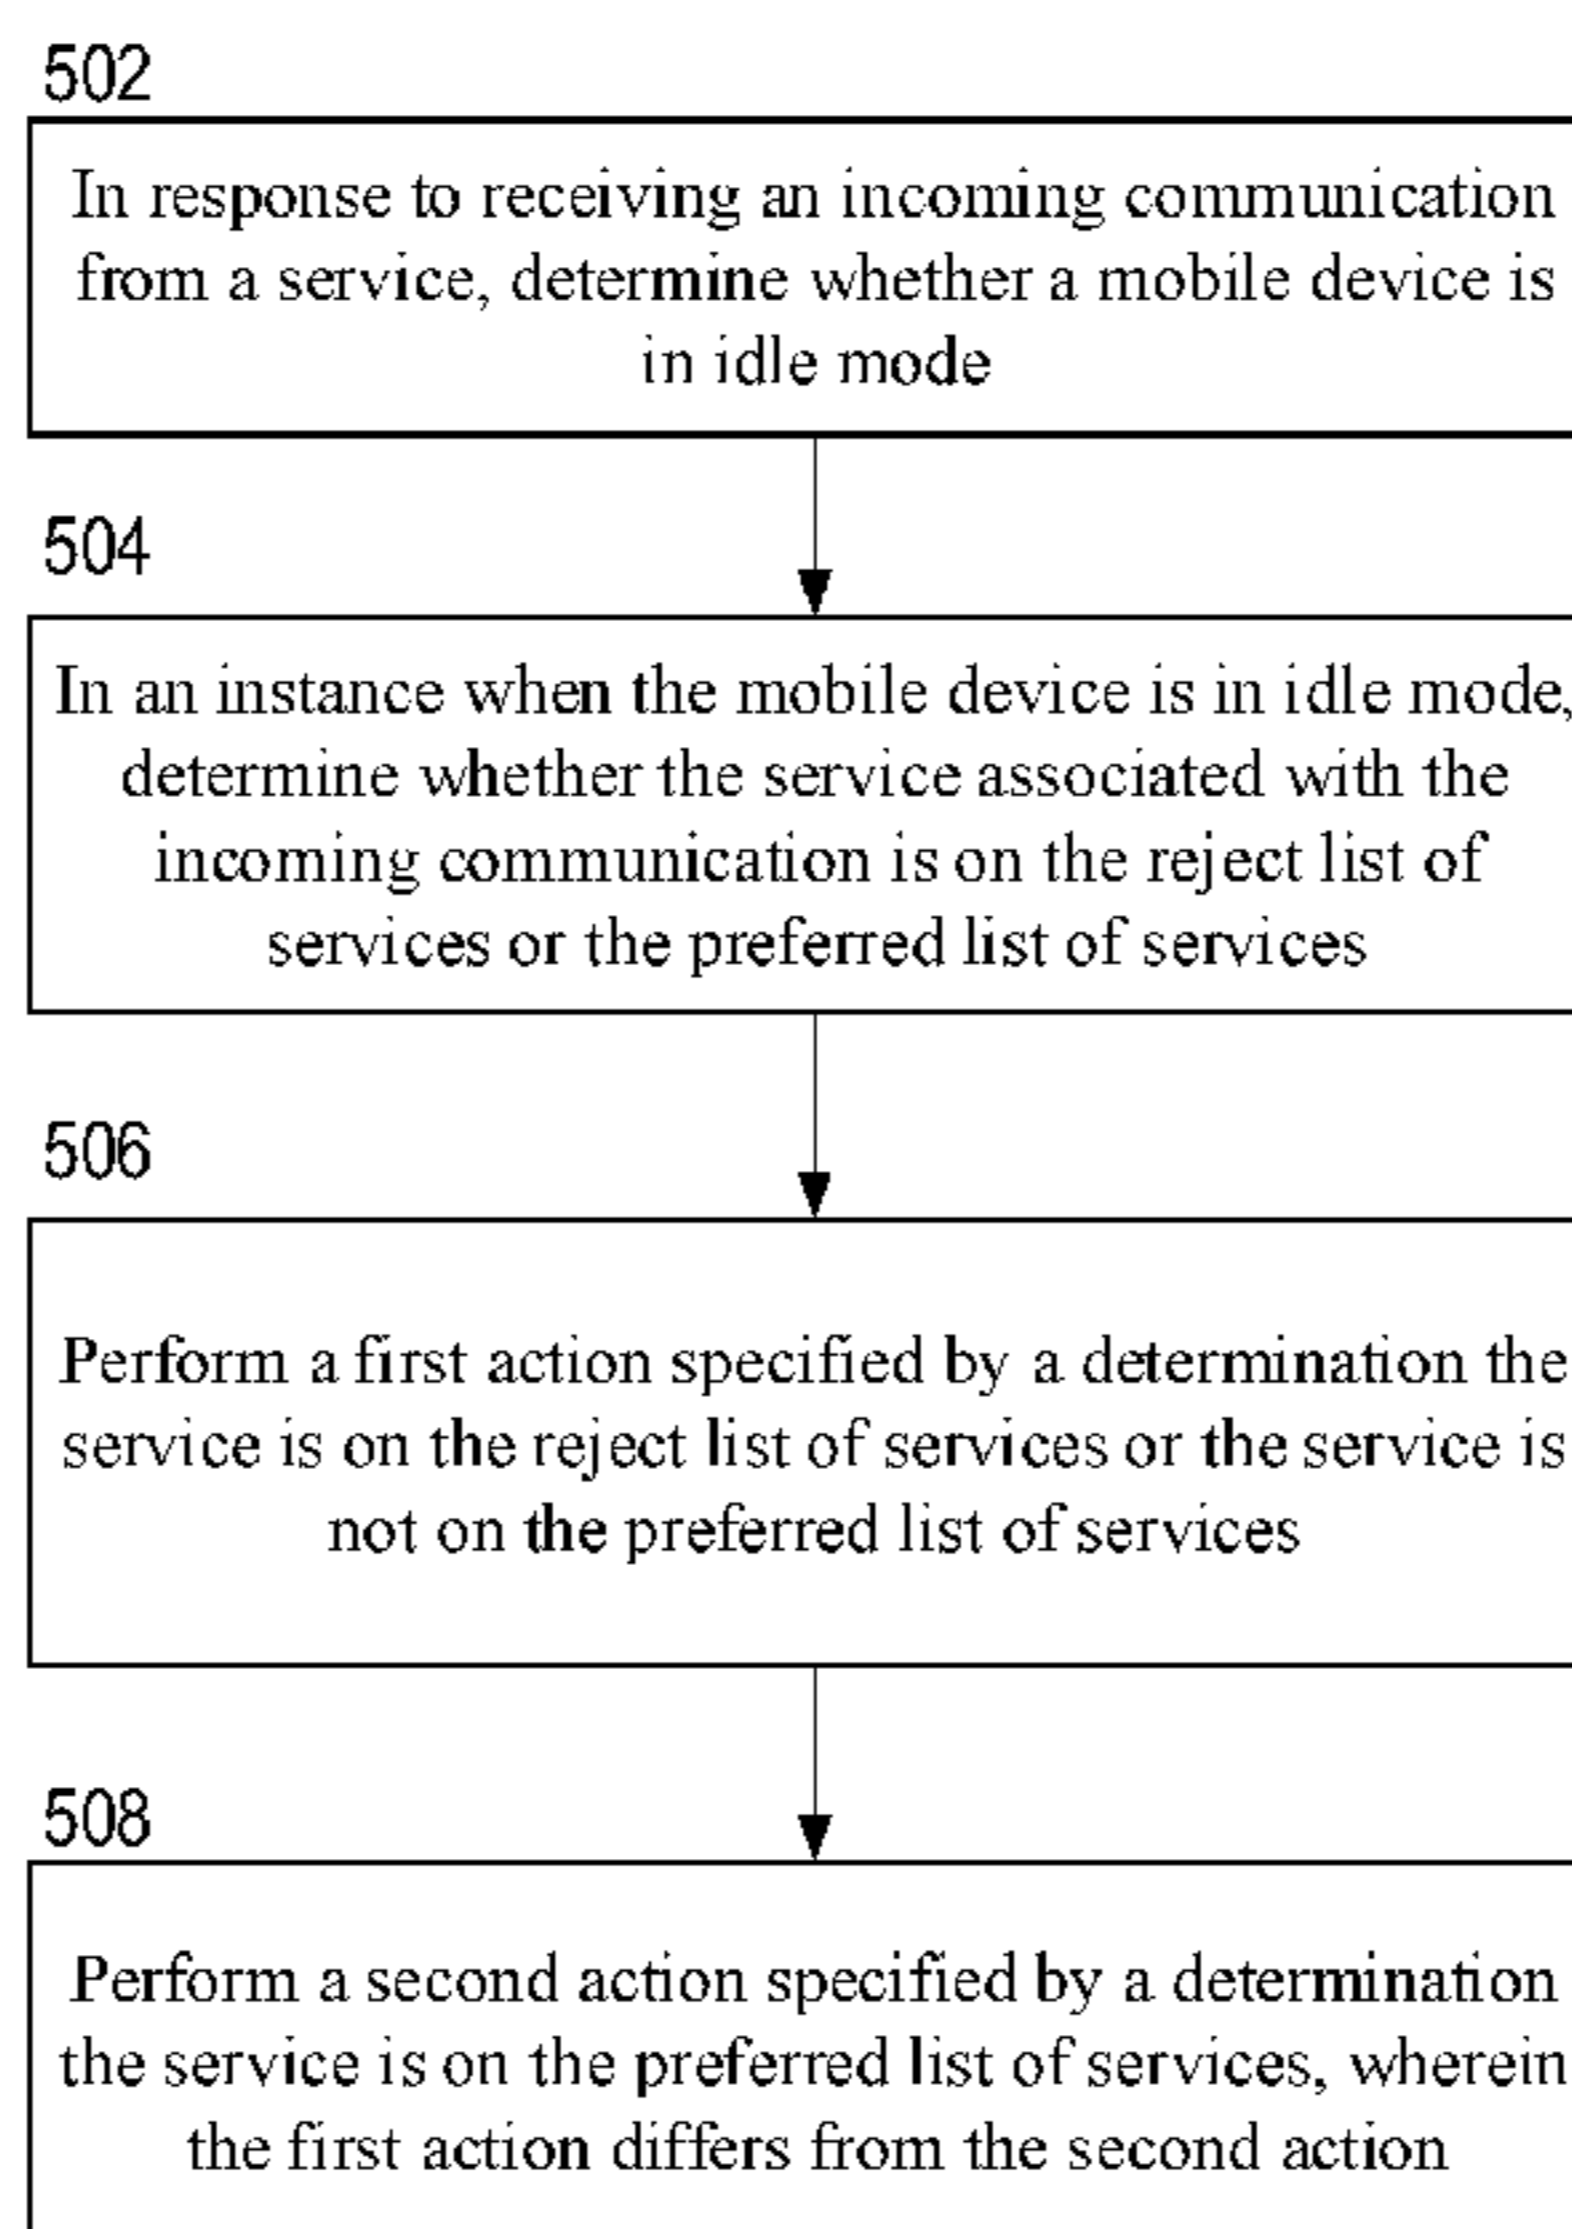 502
In response to receiving an incoming communication
from a service, determine whether a mobile device is
in idle mode
504
In an instance when the mobile device is in idle mode,
determine whether the service associated with the
incoming communication is on the reject list of
services or the preferred list of services
506
Perform a first action specified by a determination the
service is on the reject list of services or the service is
not on the preferred list of services
508
Perform a second action specified by a determination
the service is on the preferred list of services, wherein
the first action differs from the second action